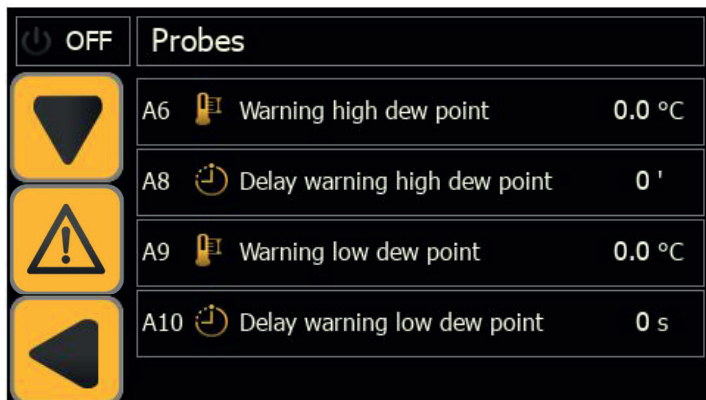 OFF Probes
A6 Warning high dew point 0.0 °C
A8 Delay warning high dew point 0 '
A9 Warning low dew point 0.0 °C
A10 Delay warning low dew point 0 s